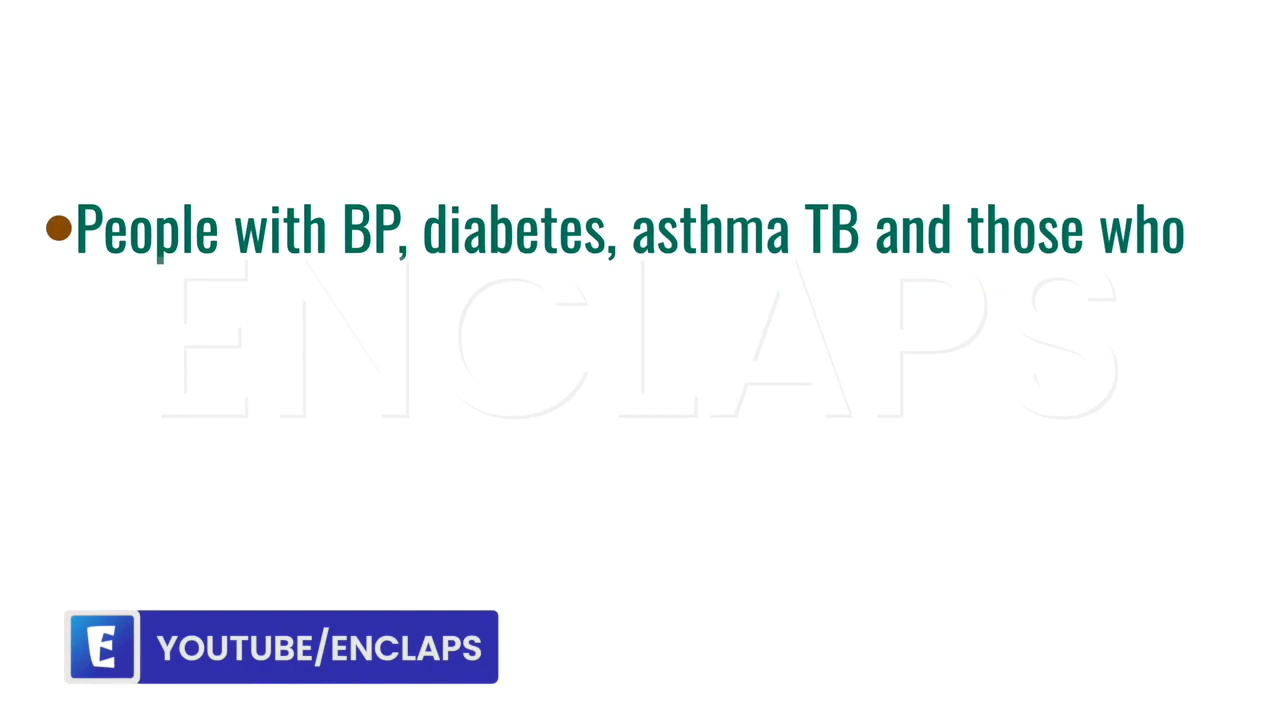 •People with BP, diabetes, asthma TB and those who
ENCLAPS
E YOUTUBE/ENCLAPS